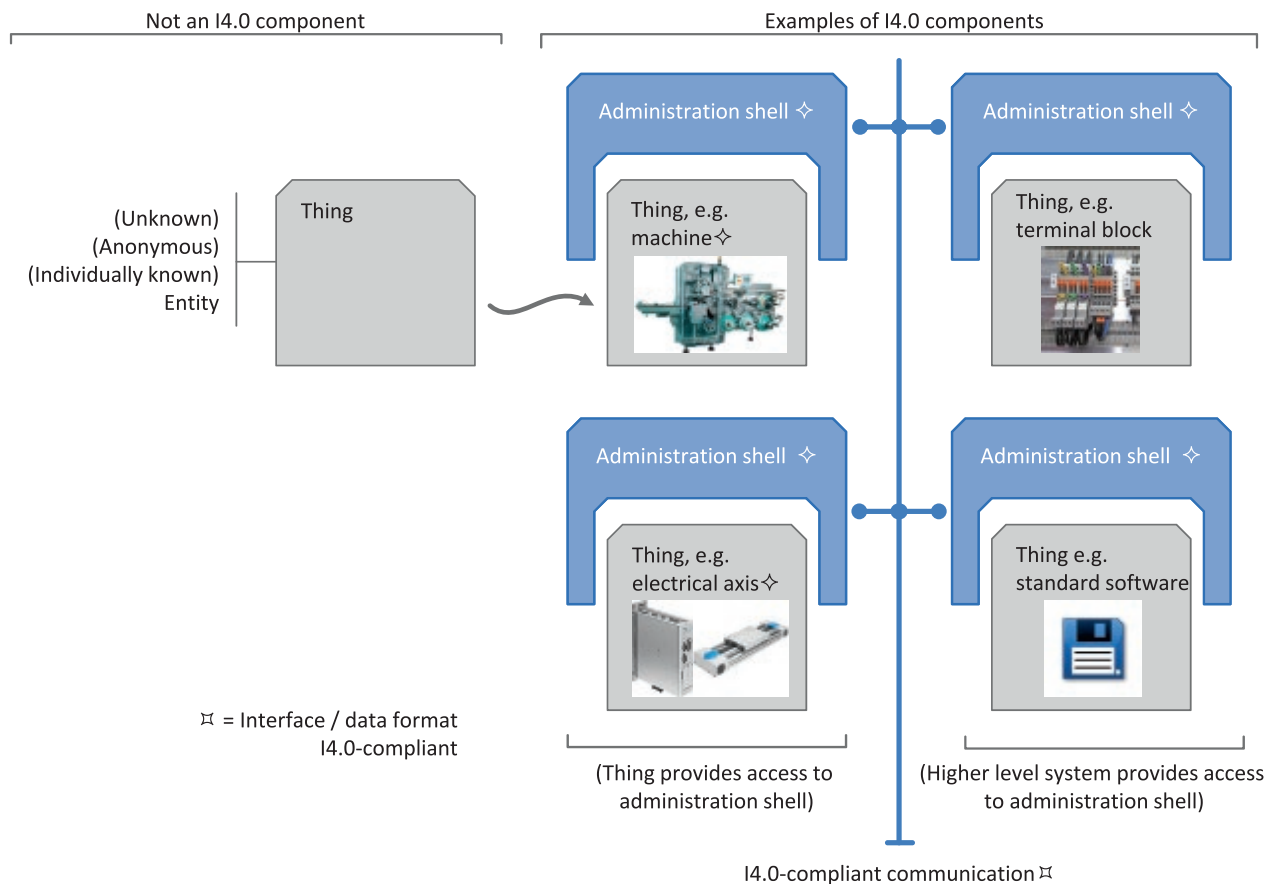 Not an I4.0 component
Examples of I4.0 components
Administration shell ✧
Administration shell ✧
(Unknown)
(Anonymous)
(Individually known)
Entity
Thing
Thing, e.g.
machine✧
Thing, e.g.
terminal block
Administration shell ✧
Administration shell ✧
Thing, e.g.
electrical axis✧
Thing e.g.
standard software
¤ = Interface / data format
I4.0-compliant
(Thing provides access to
administration shell)
(Higher level system provides access
to administration shell)
I4.0-compliant communication ¤